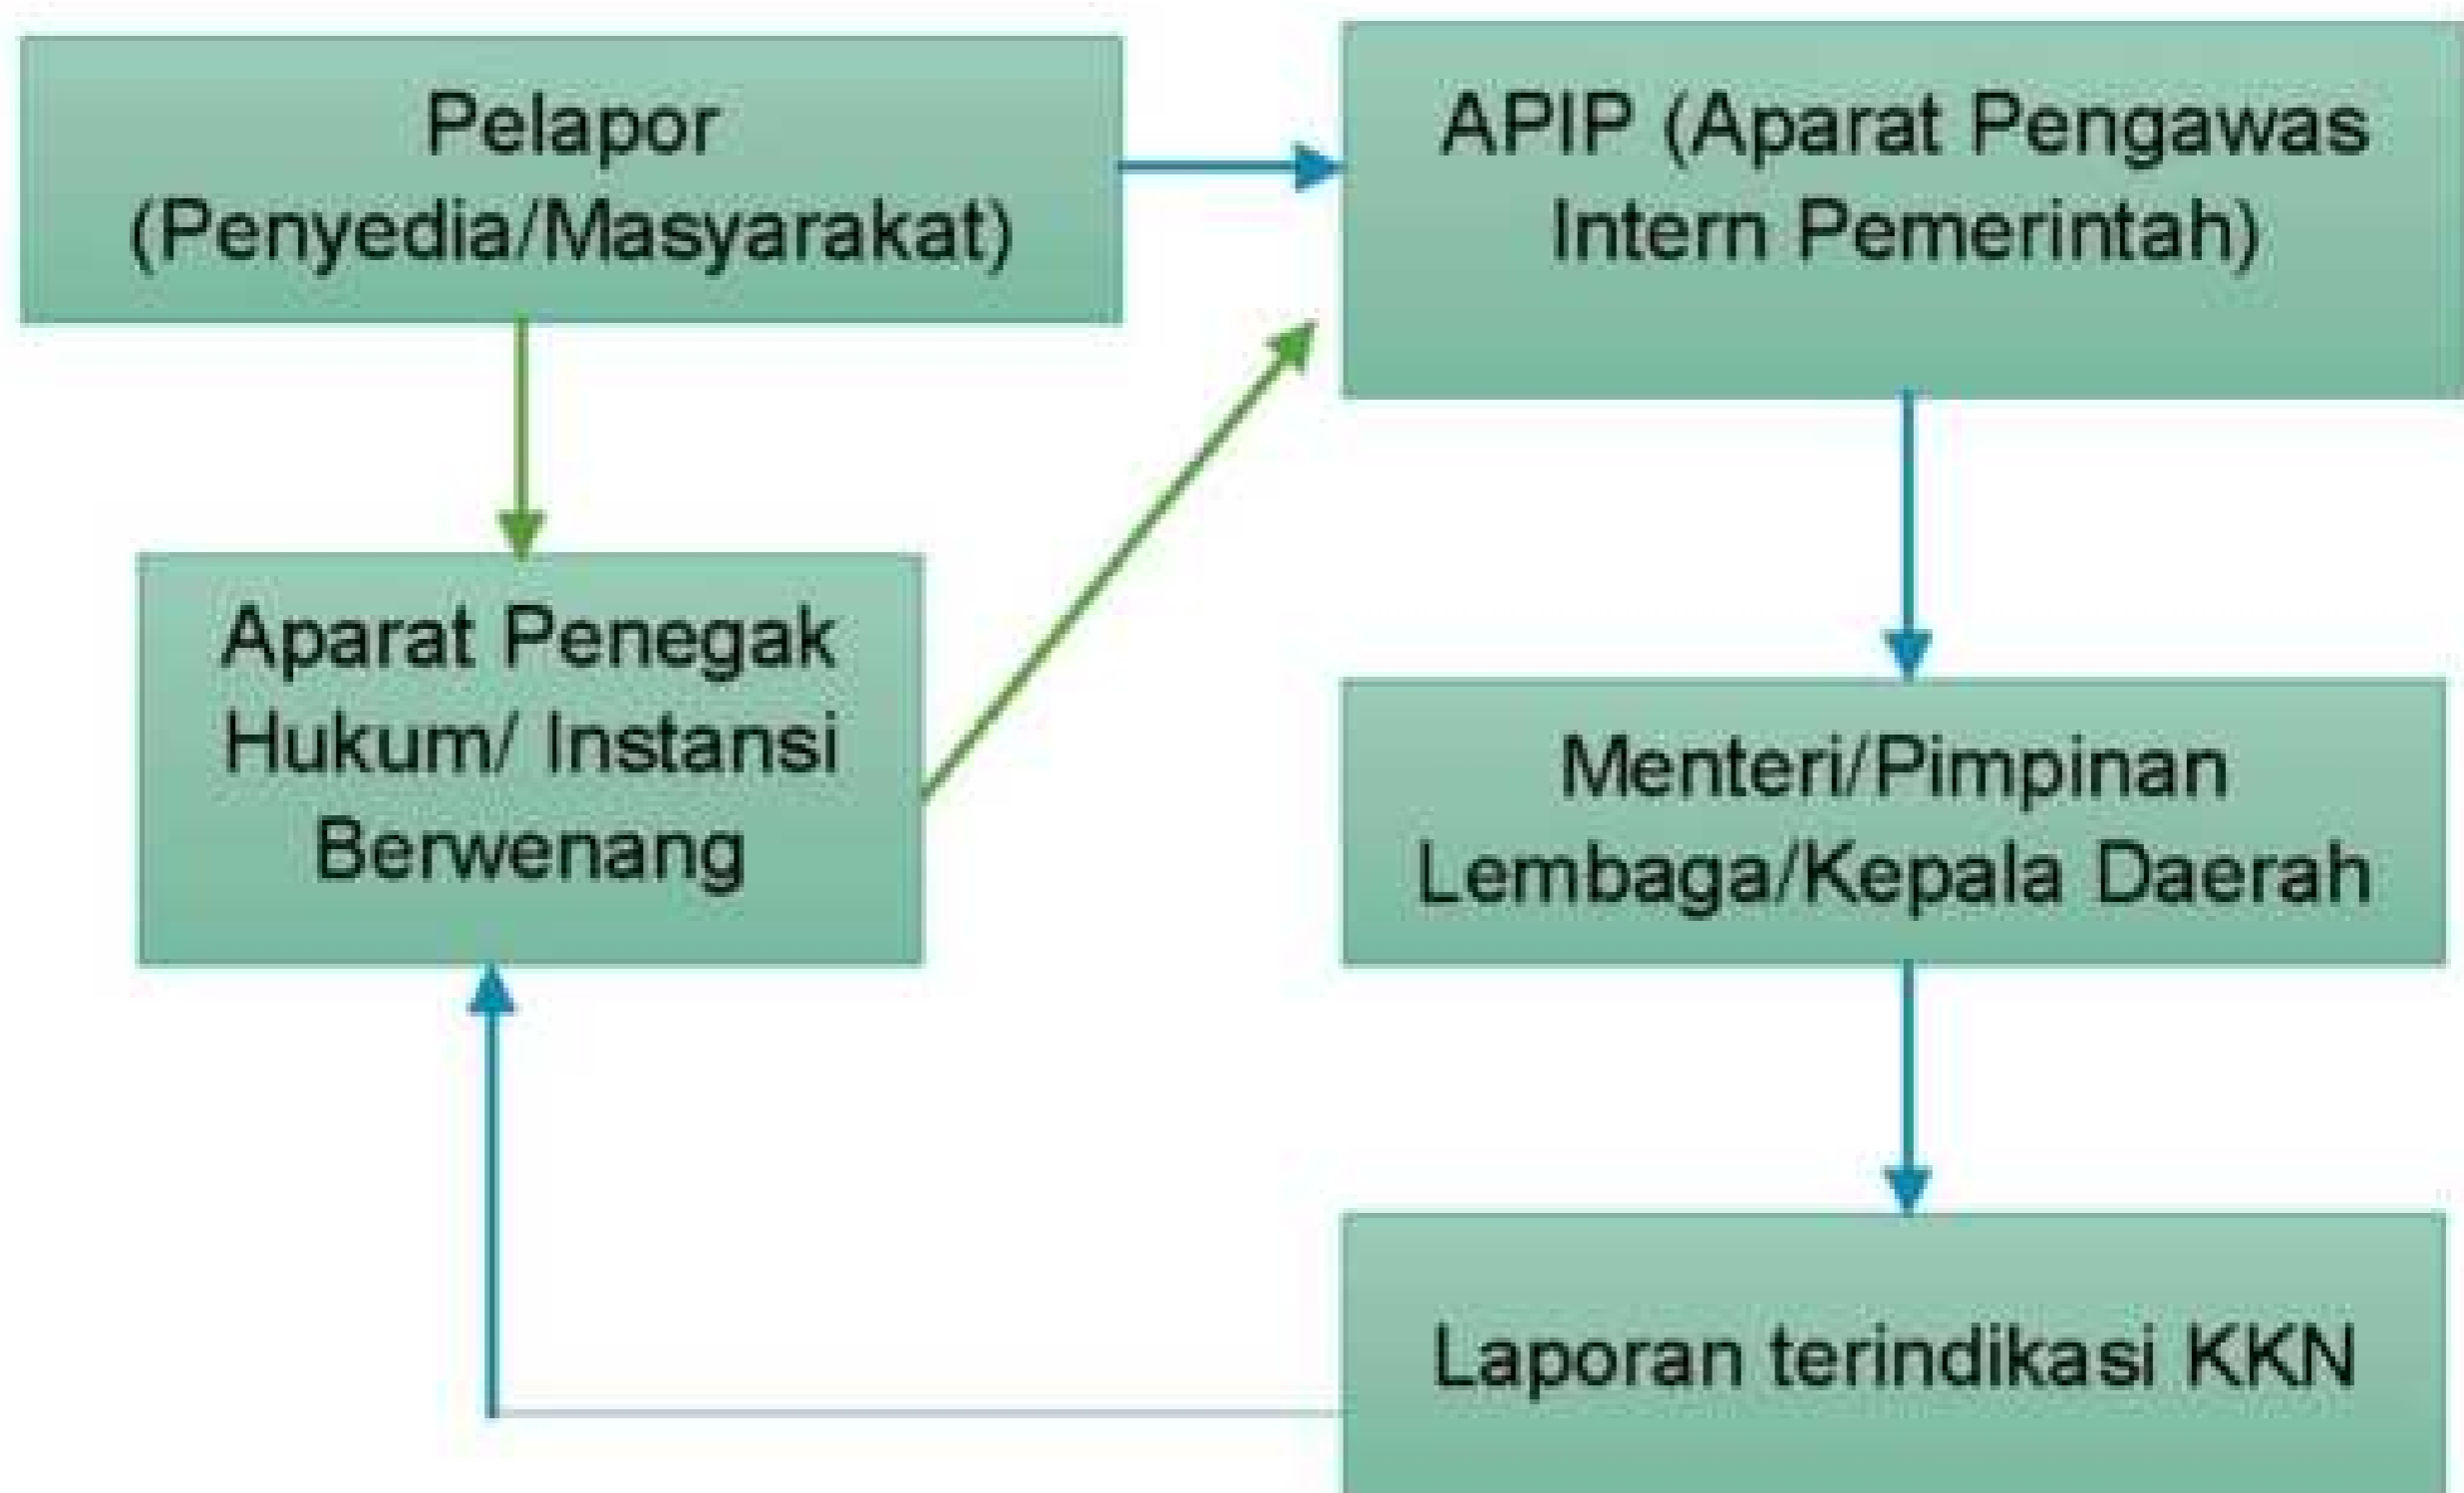 Pelapor
(Penyedia/Masyarakat)
APIP (Aparat Pengawas
Intern Pemerintah)
Aparat Penegak
Hukum/ Instansi
Berwenang
Menteri/Pimpinan
Lembaga/Kepala Daerah
Laporan terindikasi KKN